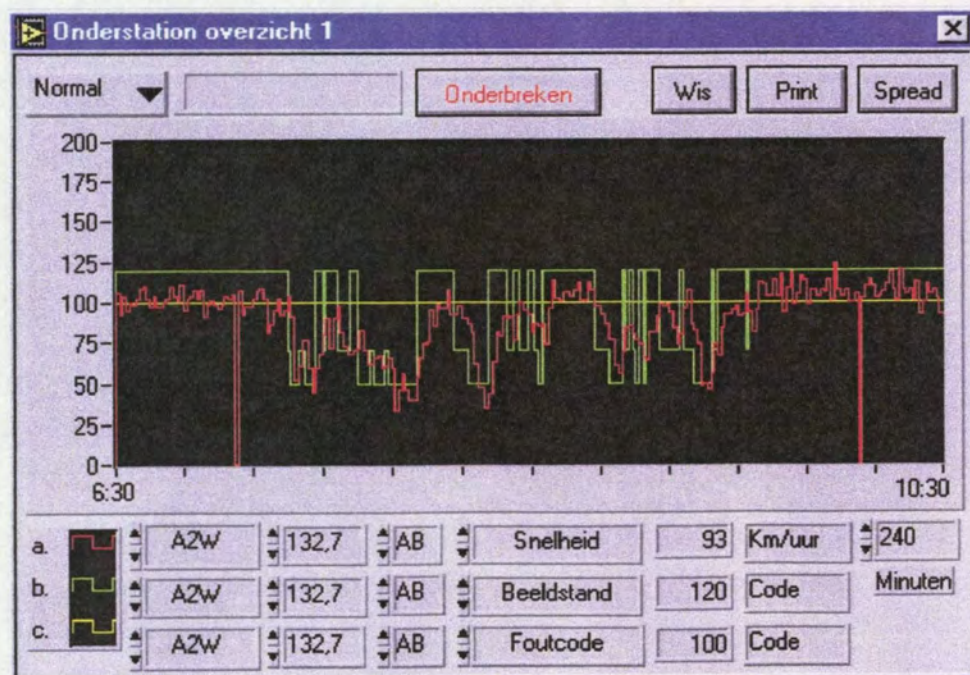 Onderstation overzicht 1
Normal Onderbreken Wis Print Spread
200
175
150
125
100
75
50
25
0
6:30 10:30
a. A2W 132,7 AB Snelheid 93 Km/uur 240
Minuten
b. A2W 132,7 AB Beeldstand 120 Code
c. A2W 132,7 AB Foutcode 100 Code